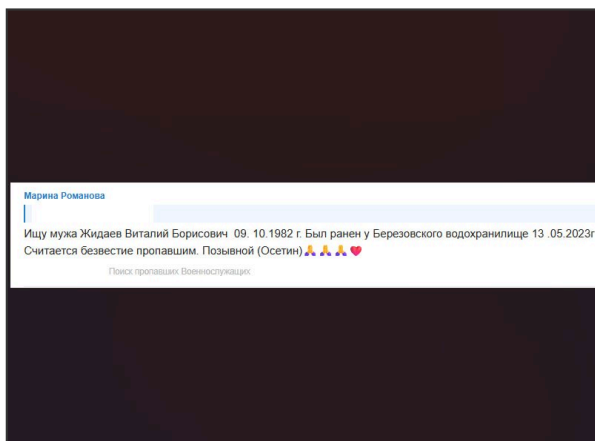 Марина Романова
Ищу мужа Жидаев Виталий Борисович 09. 10.1982 г. Был ранен у Березовского водохранилище 13 .05.2023г
Считается безвестие пропавшим. Позывной (Осетин)🙏🙏🙏💖
Поиск пропавших Военнослужащих